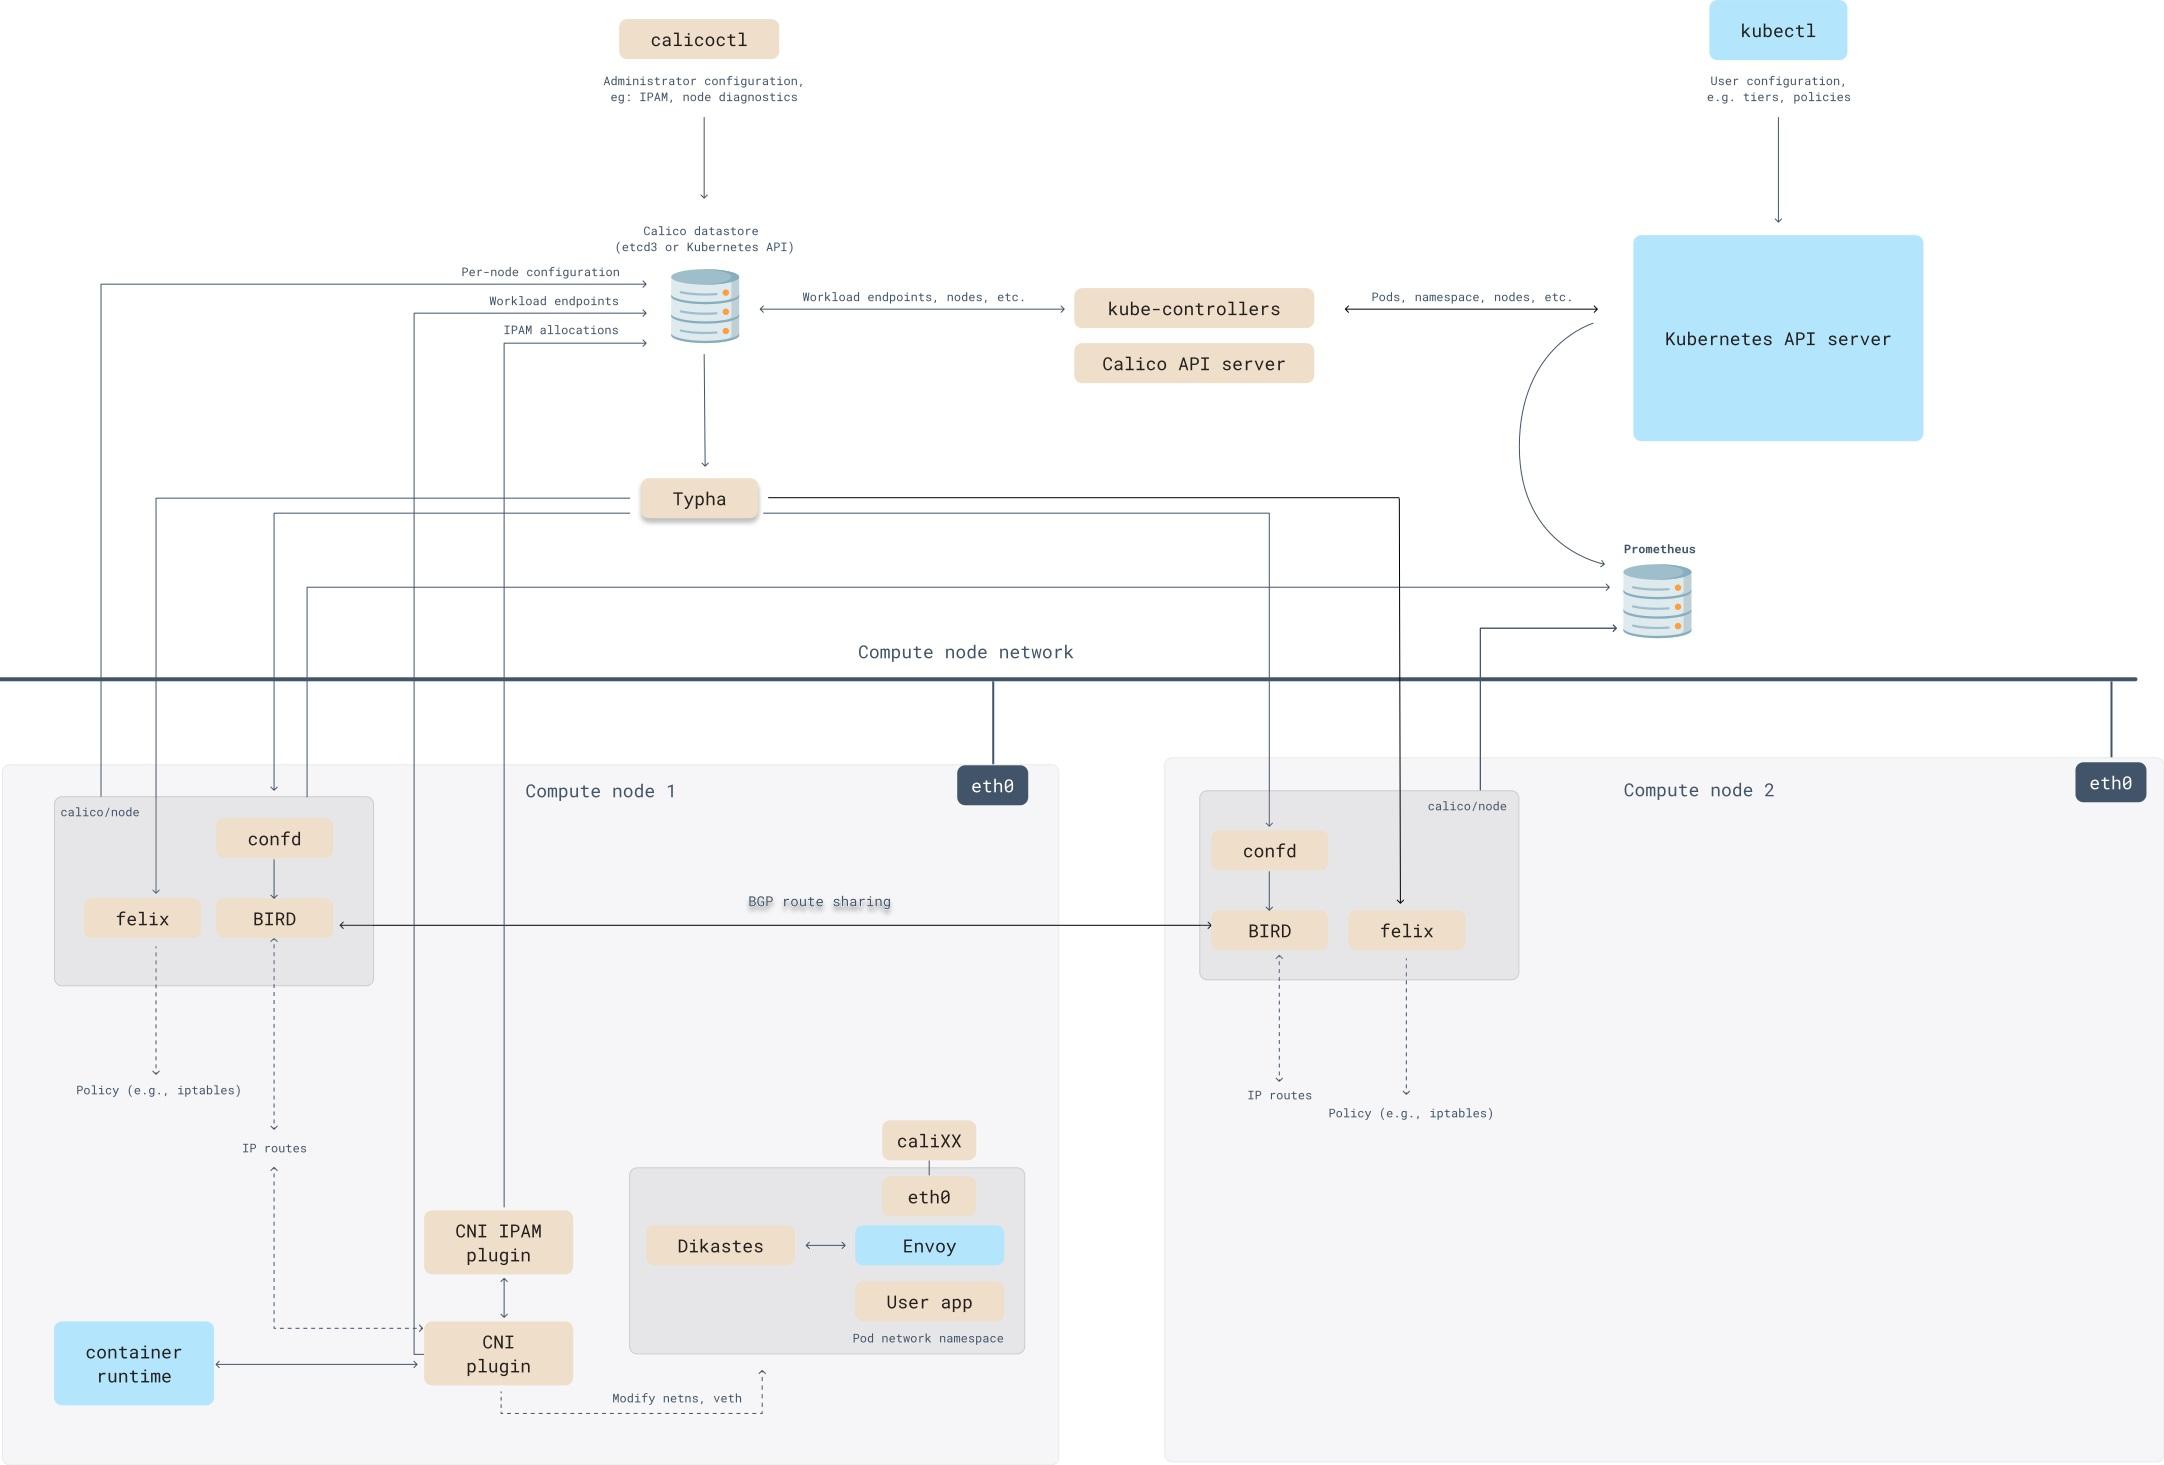 calicoctl
kubectl
Administrator configuration,
eg: IPAM, node diagnostics
User configuration,
e.g. tiers, policies
Calico datastore
(etcd3 or Kubernetes API)
Per-node configuration
Workload endpoints
IPAM allocations
Workload endpoints, nodes, etc.
kube-controllers
Calico API server
Pods, namespace, nodes, etc.
Kubernetes API server
Typha
Prometheus
Compute node network
Compute node 1
eth0
calico/node
confd
felix
BIRD
BGP route sharing
Policy (e.g., iptables)
IP routes
caliXX
eth0
CNI IPAM
plugin
Dikastes
Envoy
User app
Pod network namespace
container
runtime
CNI
plugin
Modify netns, veth
Compute node 2
eth0
calico/node
confd
BIRD
felix
IP routes
Policy (e.g., iptables)